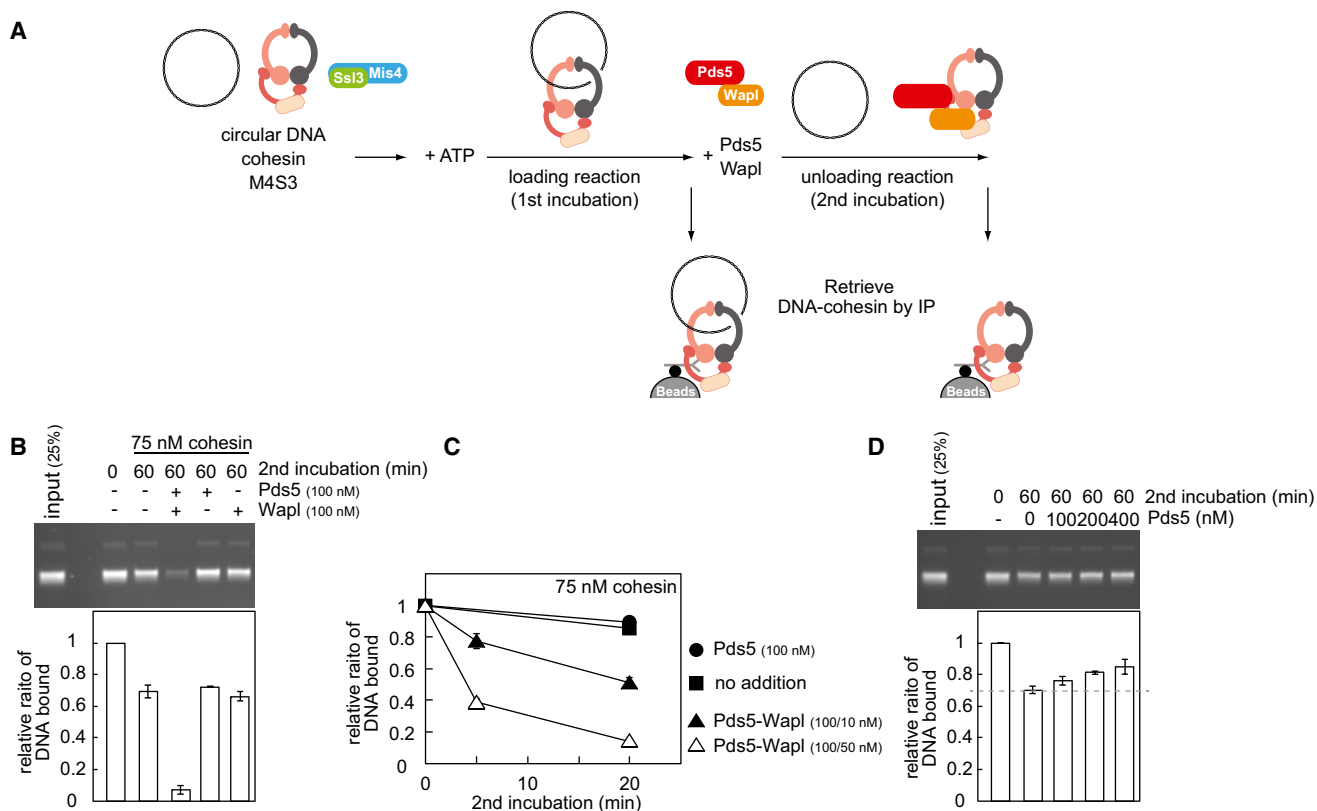 A
Ssl3 Mis4
circular DNA
cohesin
M4S3
+ ATP
loading reaction
(1st incubation)
Pds5
Wapl
+ Pds5
Wapl
unloading reaction
(2nd incubation)
Retrieve
DNA-cohesin by IP
Beads
Beads
B
input (25%)
75 nM cohesin
0 60 60 60 60 2nd incubation (min)
- - + + - Pds5 (100 nM)
- - + - + Wapl (100 nM)
relative raito of
DNA bound
1
0.8
0.6
0.4
0.2
0
C
75 nM cohesin
relative raito of
DNA bound
1
0.8
0.6
0.4
0.2
0
0 20
2nd incubation (min)
Pds5 (100 nM)
no addition
Pds5-Wapl (100/10 nM)
Pds5-Wapl (100/50 nM)
D
input (25%)
0 60 60 60 60 2nd incubation (min)
- 0 100 200 400 Pds5 (nM)
relative raito of
DNA bound
1
0.8
0.6
0.4
0.2
0